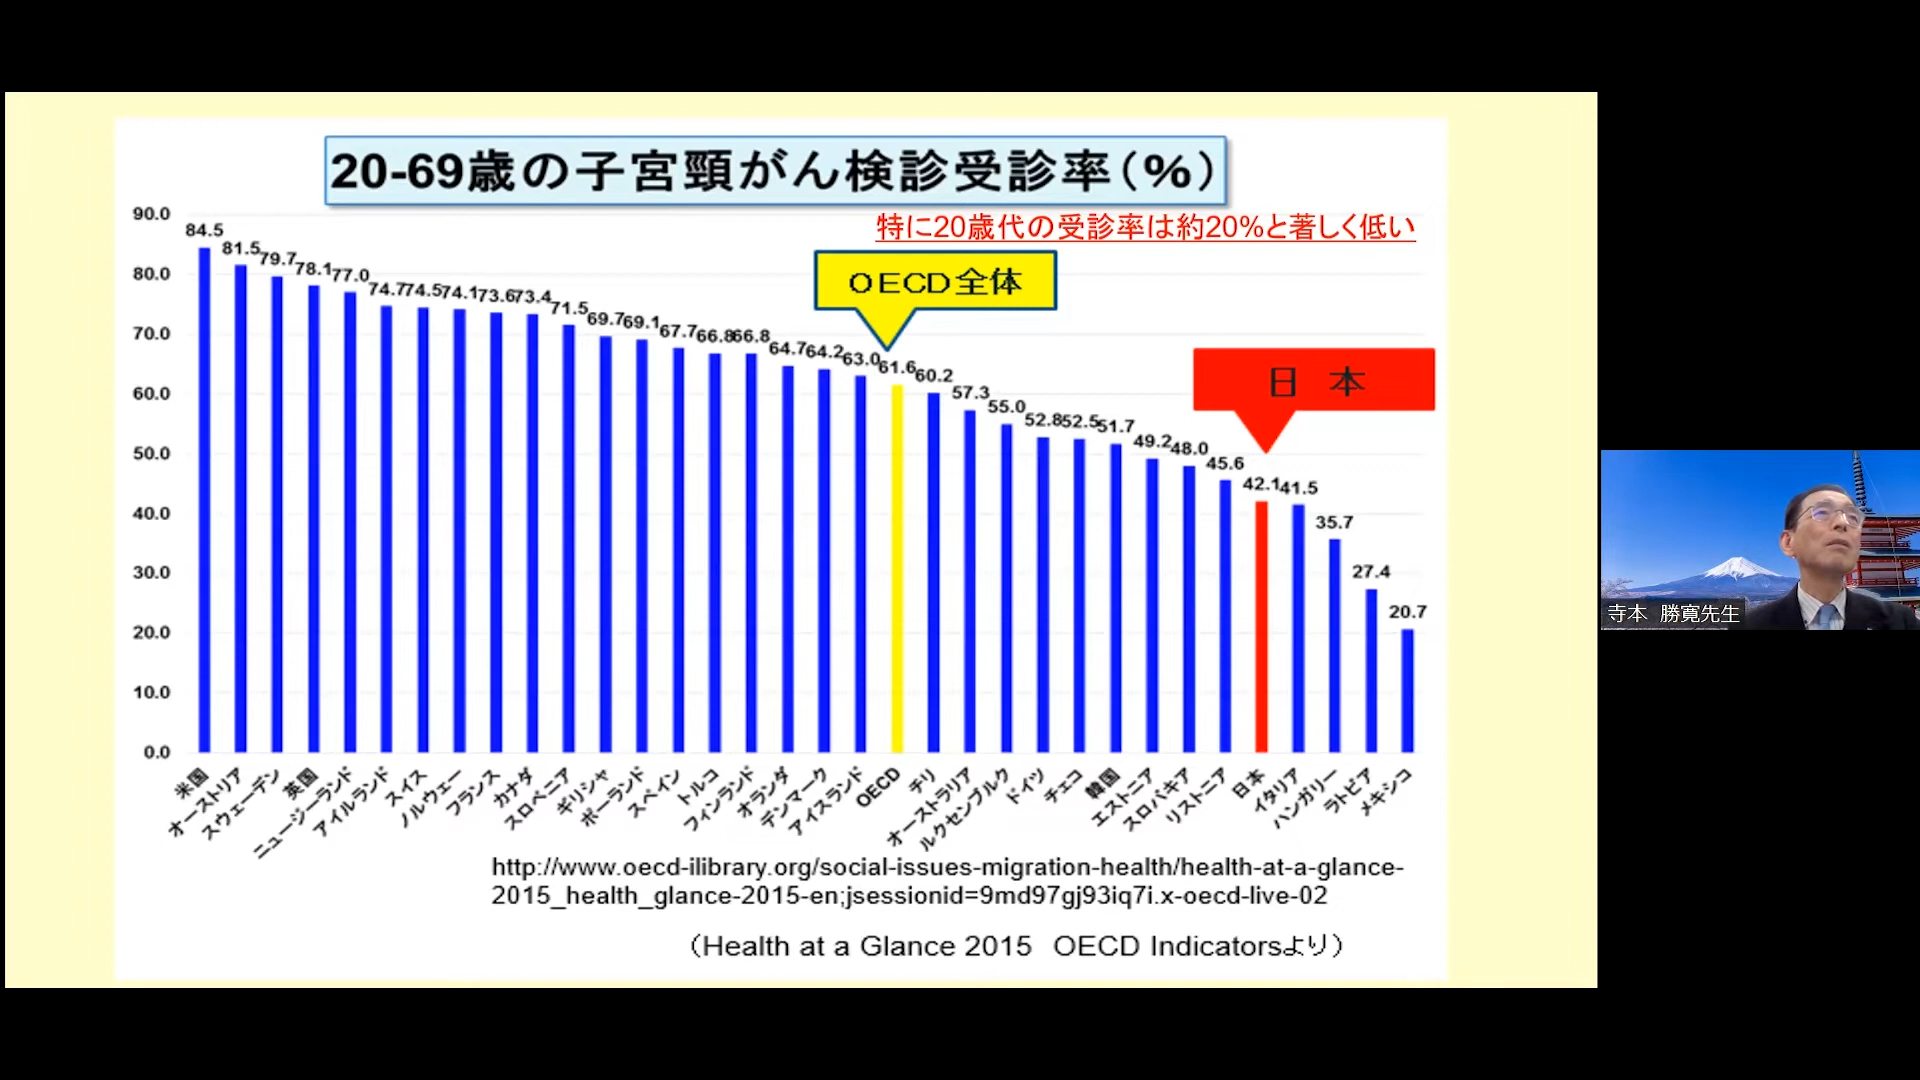 20-69歳の子宮頸がん検診受診率(%)
特に20歳代の受診率は約20%と著しく低い
OECD全体
日 本
90.0
80.0
70.0
60.0
50.0
40.0
30.0
20.0
10.0
0.0
84.5 81.5 79.7 78.1 77.0 74.7 74.5 74.1 73.6 73.4 71.5 69.7 69.1 67.7 66.8 66.8 64.7 64.2 63.0 61.6 60.2 57.3 55.0 52.8 52.5 51.7 49.2 48.0 45.6 42.1 41.5 35.7 27.4 20.7
米国 オーストリア スウェーデン 英国 ニュージーランド アイルランド スイス ノルウェー フランス カナダ スロベニア ギリシャ ポーランド スペイン トルコ フィンランド オランダ デンマーク アイスランド OECD チリ オーストラリア ルクセンブルク ドイツ チェコ 韓国 エストニア スロバキア リストニア 日本 イタリア ハンガリー ラトビア メキシコ
http://www.oecd-ilibrary.org/social-issues-migration-health/health-at-a-glance-
2015_health_glance-2015-en;jsessionid=9md97gj93iq7i.x-oecd-live-02
（Health at a Glance 2015 OECD Indicatorsより）
寺本 勝寛先生